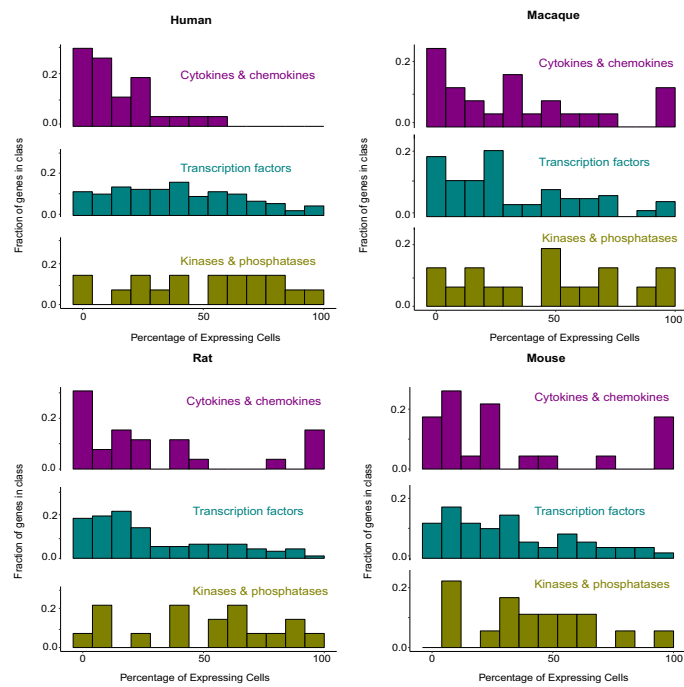 Human
Cytokines & chemokines
0.2
0.0
Transcription factors
0.2
0.0
Kinases & phosphatases
0.2
0.0
Fraction of genes in class
0
50
100
Percentage of Expressing Cells
Macaque
Cytokines & chemokines
0.2
0.0
Transcription factors
0.2
0.0
Kinases & phosphatases
0.2
0.0
Fraction of genes in class
0
50
100
Percentage of Expressing Cells
Rat
Cytokines & chemokines
0.2
0.0
Transcription factors
0.2
0.0
Kinases & phosphatases
0.2
0.0
Fraction of genes in class
0
50
100
Percentage of Expressing Cells
Mouse
Cytokines & chemokines
0.2
0.0
Transcription factors
0.2
0.0
Kinases & phosphatases
0.2
0.0
Fraction of genes in class
0
50
100
Percentage of Expressing Cells